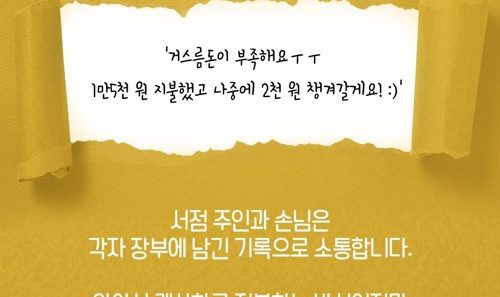 '거스름돈이 부족해요ㅜㅜ
1만5천 원 지불했고 나중에 2천 원 챙겨갈게요! :)'
서점 주인과 손님은
각자 장부에 남긴 기록으로 소통합니다.